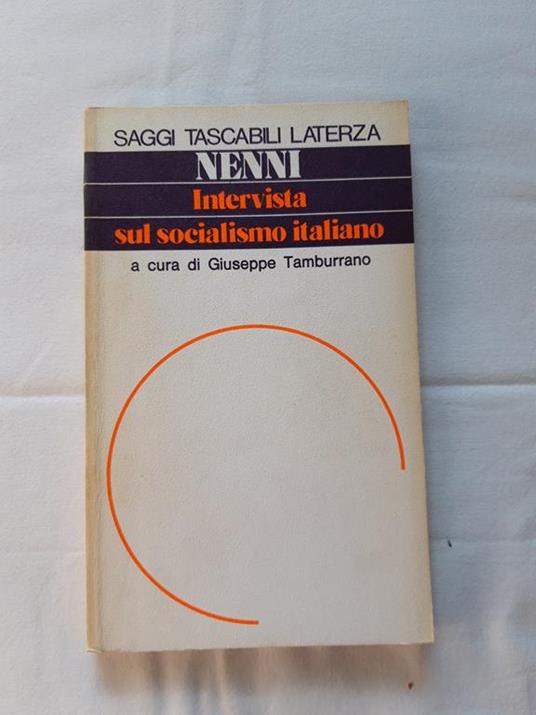 SAGGI TASCABILI LATERZA
NENNI
Intervista
sul socialismo italiano
a cura di Giuseppe Tamburrano